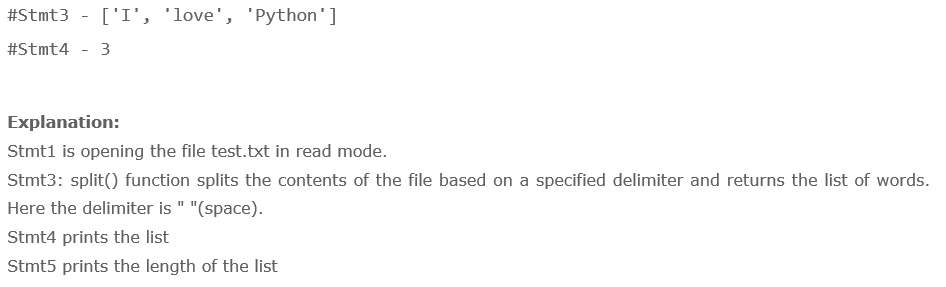 #Stmt3 - ['I', 'love', 'Python']
#Stmt4 - 3
Explanation:
Stmt1 is opening the file test.txt in read mode.
Stmt3: split() function splits the contents of the file based on a specified delimiter and returns the list of words.
Here the delimiter is " "(space).
Stmt4 prints the list
Stmt5 prints the length of the list